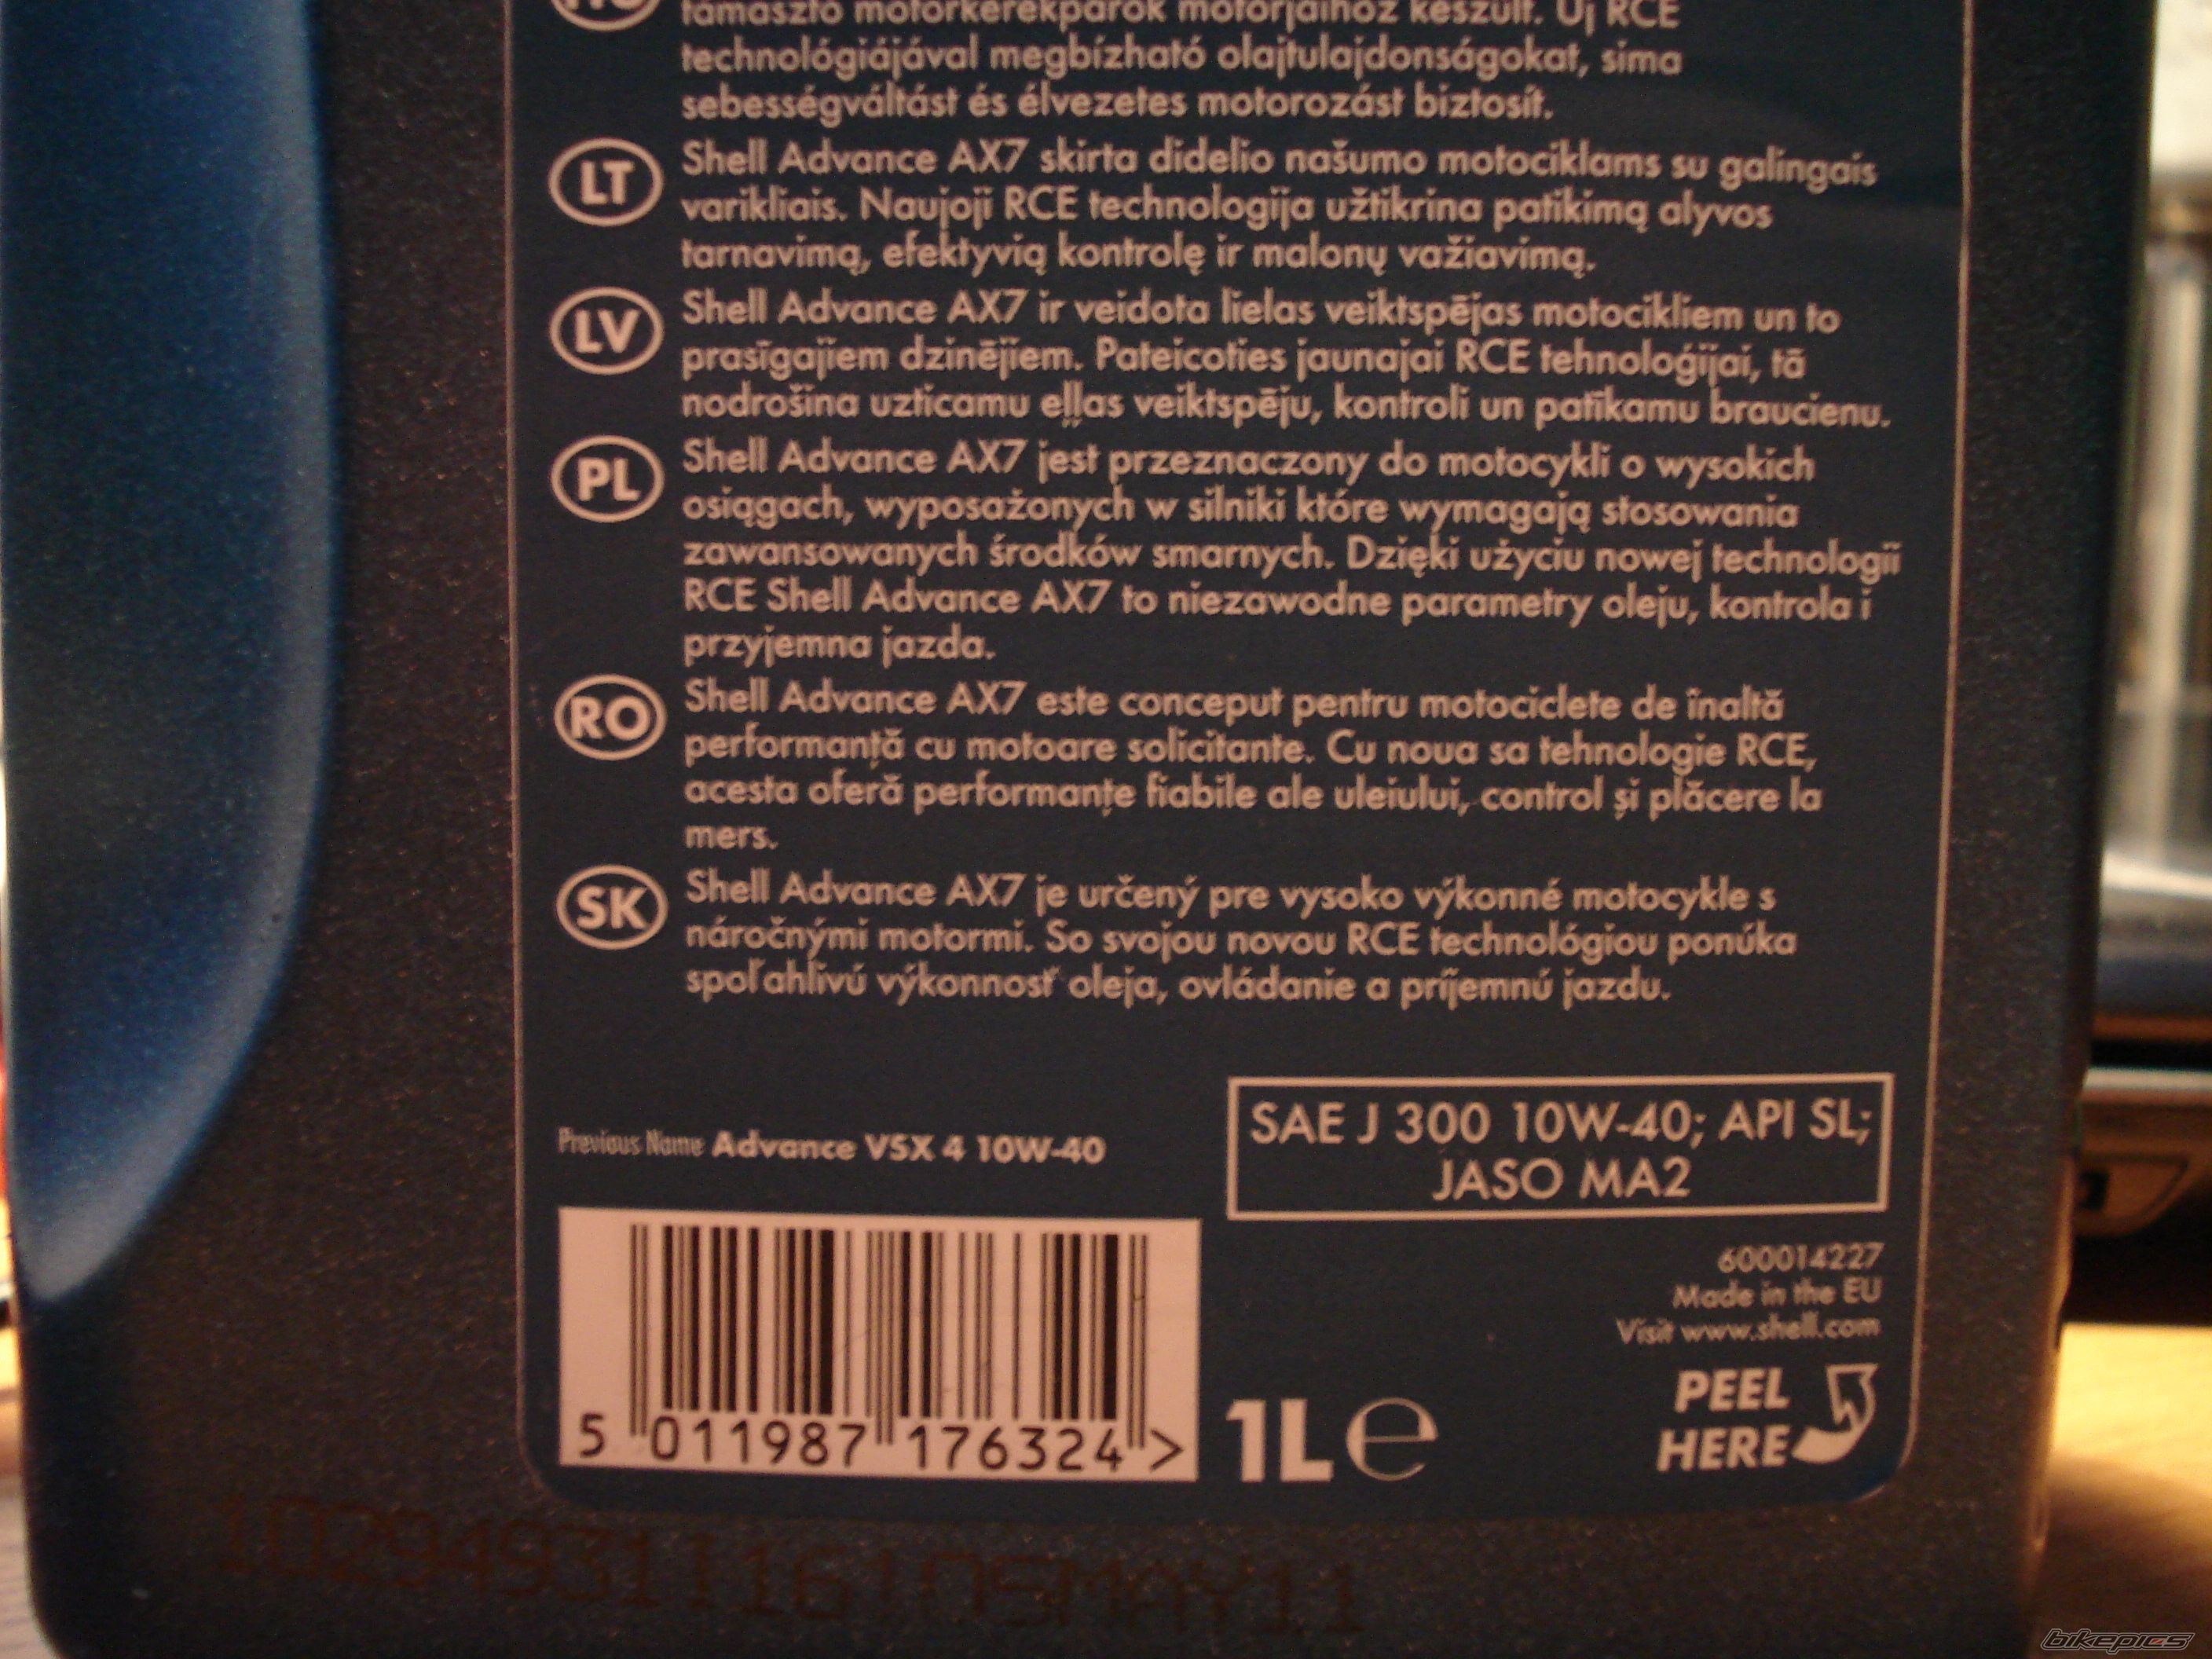 támasztó motorkerékpárok motorjaihoz készült. Új RCE
technológiájával megbízható olajtulajdonságokat, sima
sebességváltást és élvezetes motorozást biztosít.
LT Shell Advance AX7 skirta didelio našumo motociklams su galingais
varikliais. Naujoji RCE technologija užtikrina patikimą alyvos
tarnavimą, efektyvią kontrolę ir malonų važiavimą.
LV Shell Advance AX7 ir veidota lielas veiktspējas motocikliem un to
prasīgajiem dzinējiem. Pateicoties jaunajai RCE tehnoloģijai, tā
nodrošina uzticamu eļļas veiktspēju, kontroli un patīkamu braucienu.
PL Shell Advance AX7 jest przeznaczony do motocykli o wysokich
osiągach, wyposażonych w silniki które wymagają stosowania
zawansowanych środków smarnych. Dzięki użyciu nowej technologii
RCE Shell Advance AX7 to niezawodne parametry oleju, kontrola i
przyjemna jazda.
RO Shell Advance AX7 este conceput pentru motociclete de înaltă
performanță cu motoare solicitante. Cu noua sa tehnologie RCE,
acesta oferă performanțe fiabile ale uleiului, control și plăcere la
mers.
SK Shell Advance AX7 je určený pre vysoko výkonné motocykle s
náročnými motormi. So svojou novou RCE technológiou ponúka
spoľahlivú výkonnosť oleja, ovládanie a príjemnú jazdu.
Previous Name Advance VSX 4 10W-40
SAE J 300 10W-40; API SL;
JASO MA2
600014227
Made in the EU
Visit www.shell.com
PEEL
HERE
5 011987 176324 >
1L e
bikepics